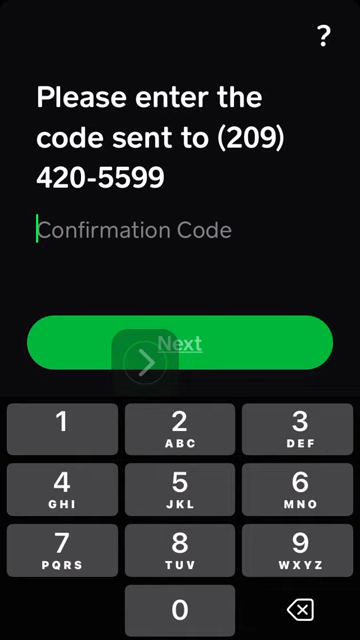 ?
Please enter the
code sent to (209)
420-5599
Confirmation Code
Next
1 2 3
ABC DEF
4 5 6
GHI JKL MNO
7 8 9
PQRS TUV WXYZ
0